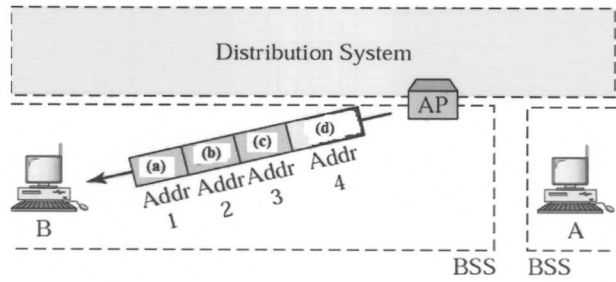 Distribution System
AP
(a) (b) (c) (d)
Addr Addr Addr Addr
1 2 3 4
B A
BSS BSS